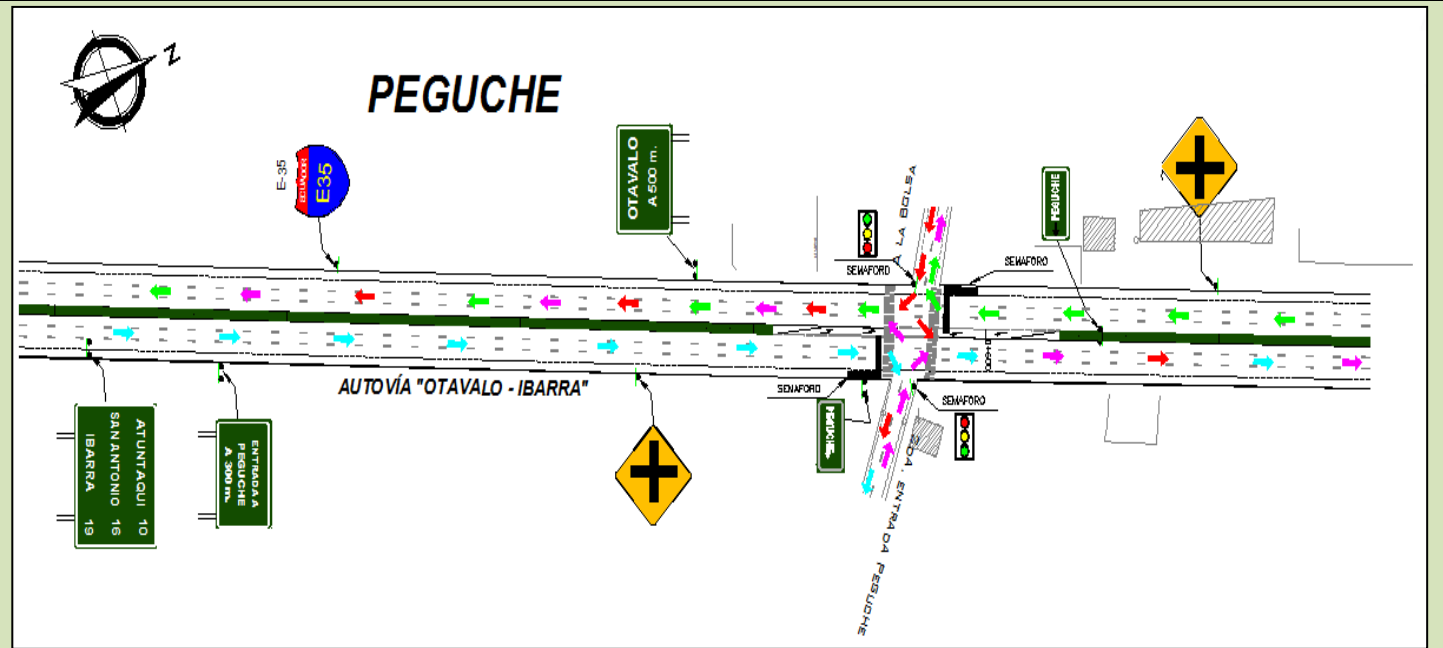 Z
PEGUCHE
E-35
ECUADOR
E35
OTAVALO
A 500 m.
A LA BOLSA
PEGUCHE
SEMAFORO
SEMAFORO
AUTOVÍA "OTAVALO - IBARRA"
SEMAFORO
SEMAFORO
ATUNTAQUI 10
SAN ANTONIO 16
IBARRA 19
ENTRADA A
PEGUCHE
A 300 m.
PEGUCHE
2DA. ENTRADA PEGUCHE